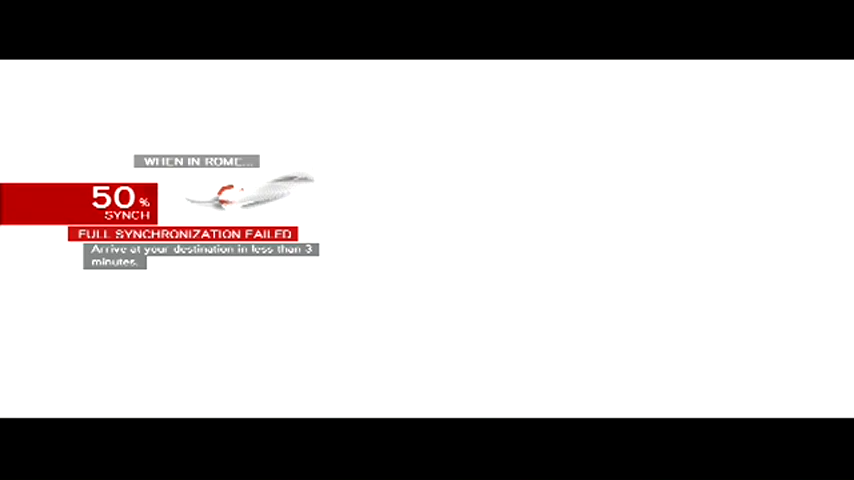 WHEN IN ROME...
50 %
SYNCH
FULL SYNCHRONIZATION FAILED
Arrive at your destination in less than 3
minutes.